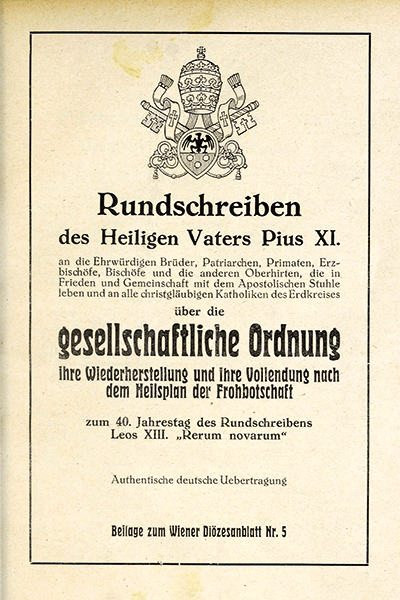 Rundschreiben
des Heiligen Vaters Pius XI.
an die Ehrwürdigen Brüder, Patriarchen, Primaten, Erz-
bischöfe, Bischöfe und die anderen Oberhirten, die in
Frieden und Gemeinschaft mit dem Apostolischen Stuhle
leben und an alle christgläubigen Katholiken des Erdkreises
über die
gesellschaftliche Ordnung
ihre Wiederherstellung und ihre Vollendung nach
dem Heilsplan der Frohbotschaft
zum 40. Jahrestag des Rundschreibens
Leos XIII. „Rerum novarum“
Authentische deutsche Uebertragung
Beilage zum Wiener Diözesanblatt Nr. 5